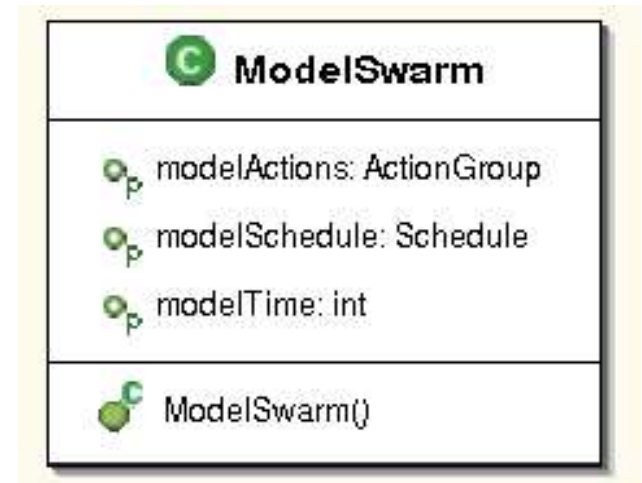 C ModelSwarm
p modelActions: ActionGroup
p modelSchedule: Schedule
p modelTime: int
C ModelSwarm()